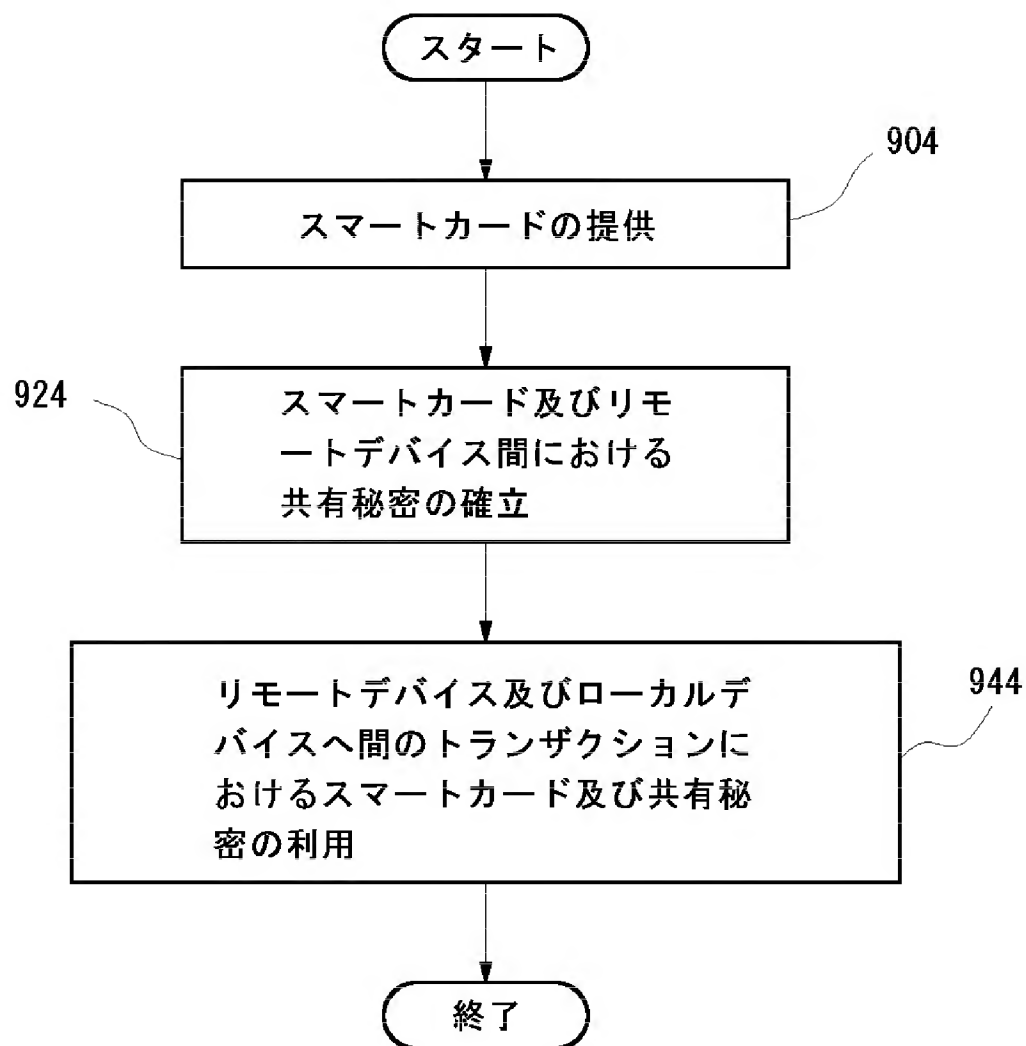 スタート
904
スマートカードの提供
924
スマートカード及びリモ
ートデバイス間における
共有秘密の確立
944
リモートデバイス及びローカルデ
バイスへ間のトランザクションに
おけるスマートカード及び共有秘
密の利用
終了